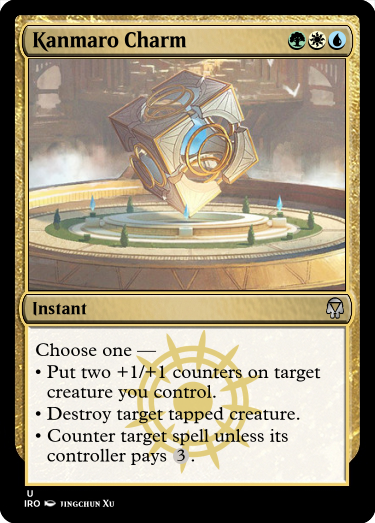 Kanmaro Charm
Instant
Choose one —
• Put two +1/+1 counters on target
creature you control.
• Destroy target tapped creature.
• Counter target spell unless its
controller pays 3.
U
IRO Jingchun Xu